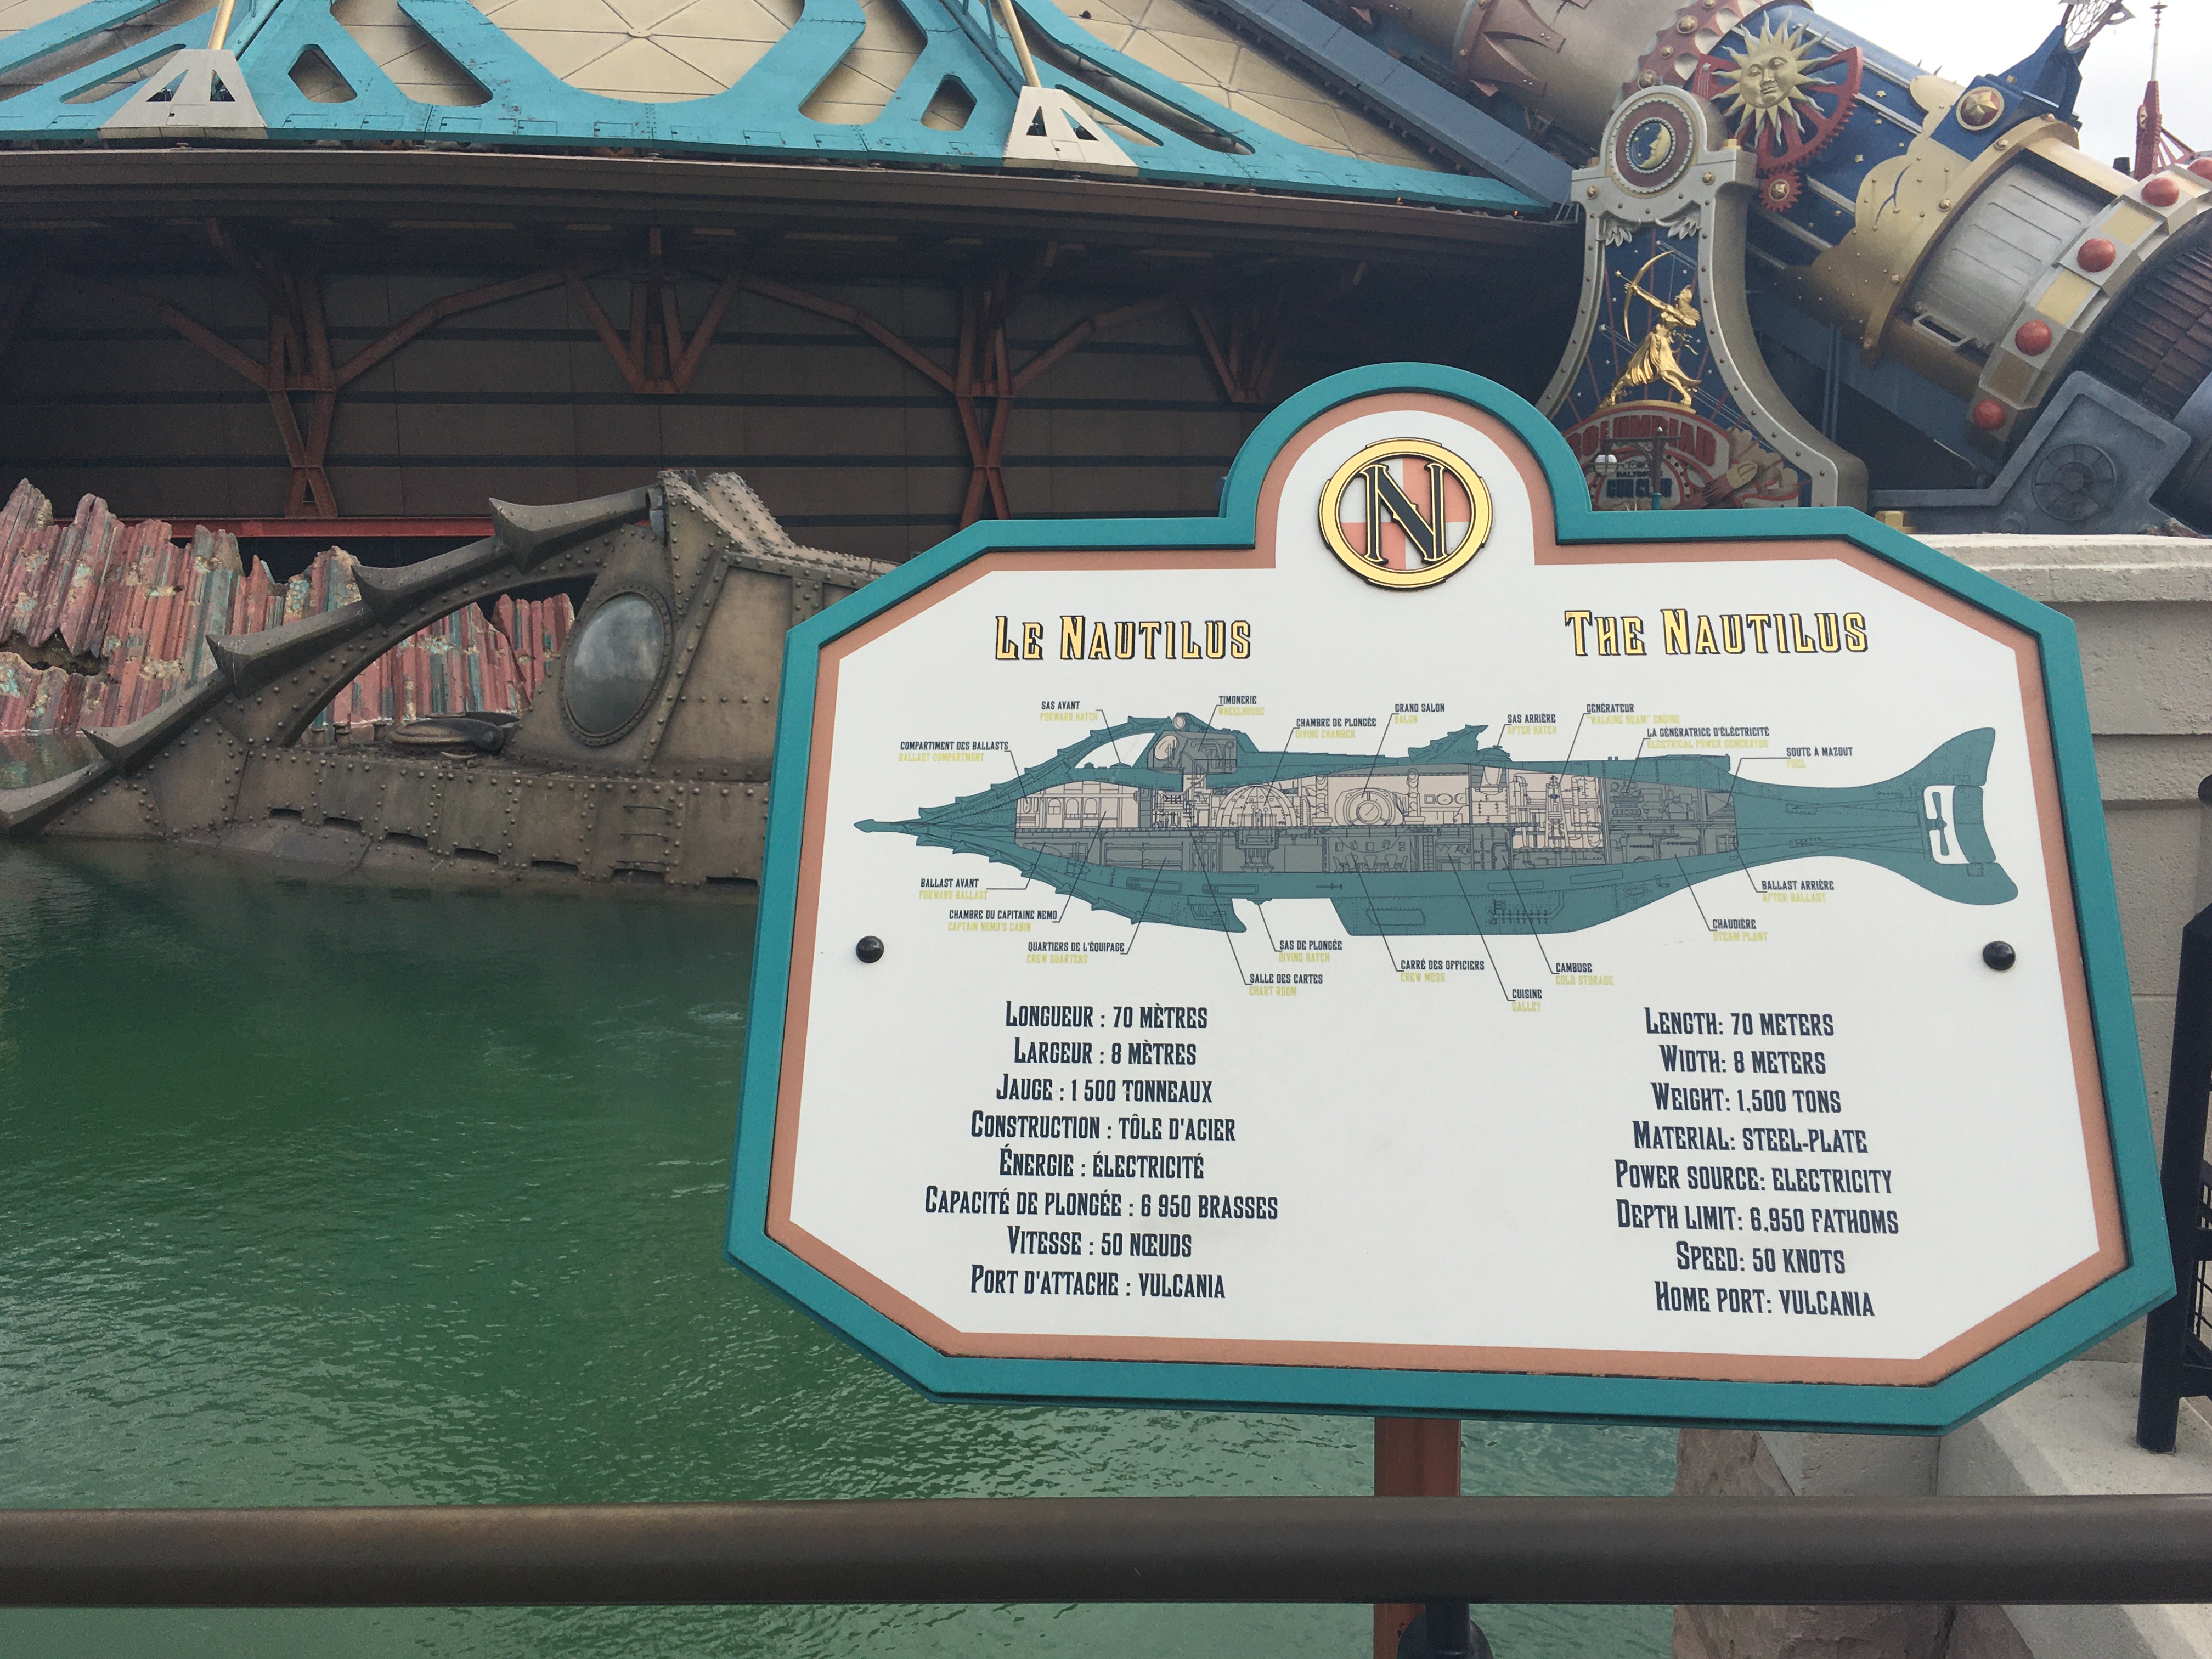 N
Le Nautilus
The Nautilus
SAS AVANT
FORWARD HATCH
TIMONERIE
WHEELHOUSE
CHAMBRE DE PLONGÉE
DIVING CHAMBER
GRAND SALON
SALON
SAS ARRIÈRE
AFTER HATCH
GÉNÉRATEUR
"WALKING BEAM" ENGINE
LA GÉNÉRATRICE D'ÉLECTRICITÉ
ELECTRICAL POWER GENERATOR
SOUTE À MAZOUT
FUEL
COMPARTIMENT DES BALLASTS
BALLAST COMPARTMENT
BALLAST AVANT
FORWARD BALLAST
CHAMBRE DU CAPITAINE NEMO
CAPTAIN NEMO'S CABIN
QUARTIERS DE L'ÉQUIPAGE
CREW QUARTERS
SAS DE PLONGÉE
DIVING HATCH
SALLE DES CARTES
CHART ROOM
CARRÉ DES OFFICIERS
CREW MESS
CUISINE
GALLEY
CAMBUSE
COLD STORAGE
CHAUDIÈRE
STEAM PLANT
BALLAST ARRIÈRE
AFTER BALLAST
Longueur : 70 mètres
Largeur : 8 mètres
Jauge : 1 500 tonneaux
Construction : tôle d'acier
Énergie : électricité
Capacité de plongée : 6 950 brasses
Vitesse : 50 nœuds
Port d'attache : Vulcania
Length: 70 meters
Width: 8 meters
Weight: 1,500 tons
Material: steel-plate
Power source: electricity
Depth limit: 6,950 fathoms
Speed: 50 knots
Home port: Vulcania
COLUMBIAD
GUN CLUB